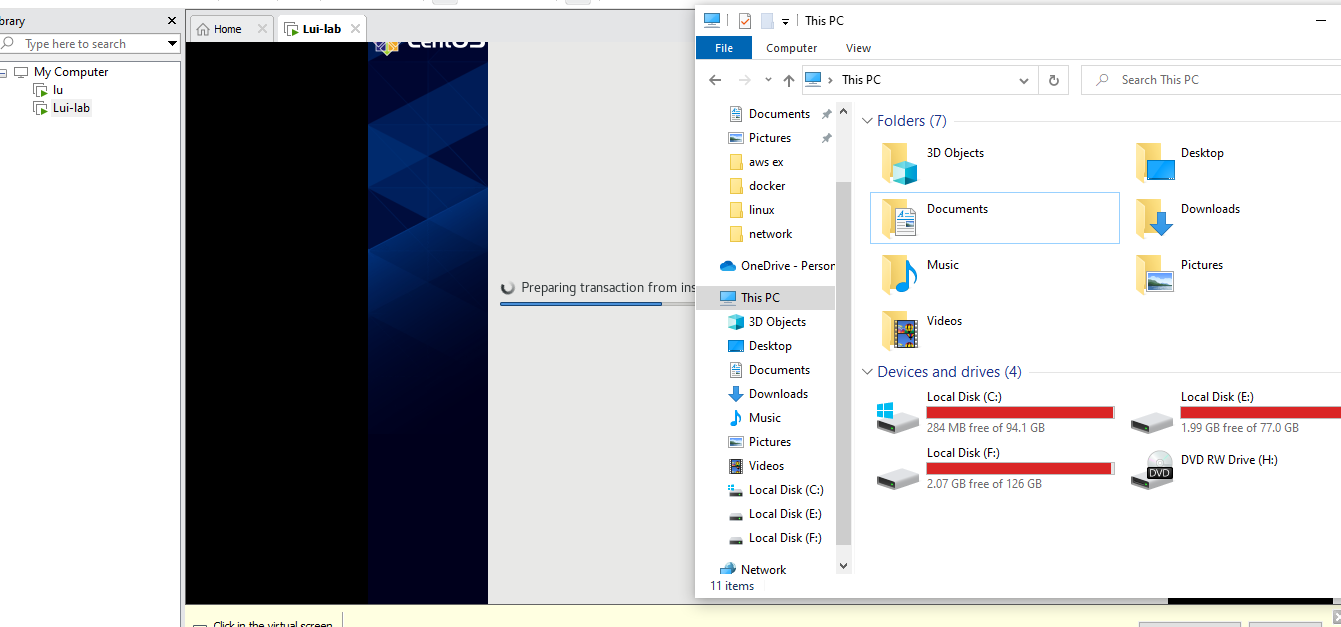 brary
Type here to search
My Computer
lu
Lui-lab
Home
Lui-lab
CentOS
Preparing transaction from ins
Click in the virtual screen
This PC
File
Computer
View
This PC
Search This PC
Documents
Pictures
aws ex
docker
linux
network
OneDrive - Person
This PC
3D Objects
Desktop
Documents
Downloads
Music
Pictures
Videos
Local Disk (C:)
Local Disk (E:)
Local Disk (F:)
Network
11 items
Folders (7)
3D Objects
Desktop
Documents
Downloads
Music
Pictures
Videos
Devices and drives (4)
Local Disk (C:)
284 MB free of 94.1 GB
Local Disk (E:)
1.99 GB free of 77.0 GB
Local Disk (F:)
2.07 GB free of 126 GB
DVD RW Drive (H:)
DVD